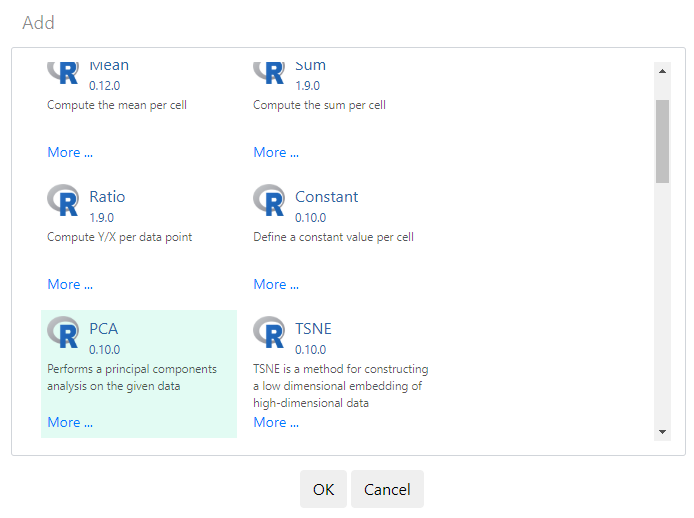 Add
Mean
0.12.0
Compute the mean per cell
More ...
Sum
1.9.0
Compute the sum per cell
More ...
Ratio
1.9.0
Compute Y/X per data point
More ...
Constant
0.10.0
Define a constant value per cell
More ...
PCA
0.10.0
Performs a principal components
analysis on the given data
More ...
TSNE
0.10.0
TSNE is a method for constructing
a low dimensional embedding of
high-dimensional data
More ...
OK
Cancel